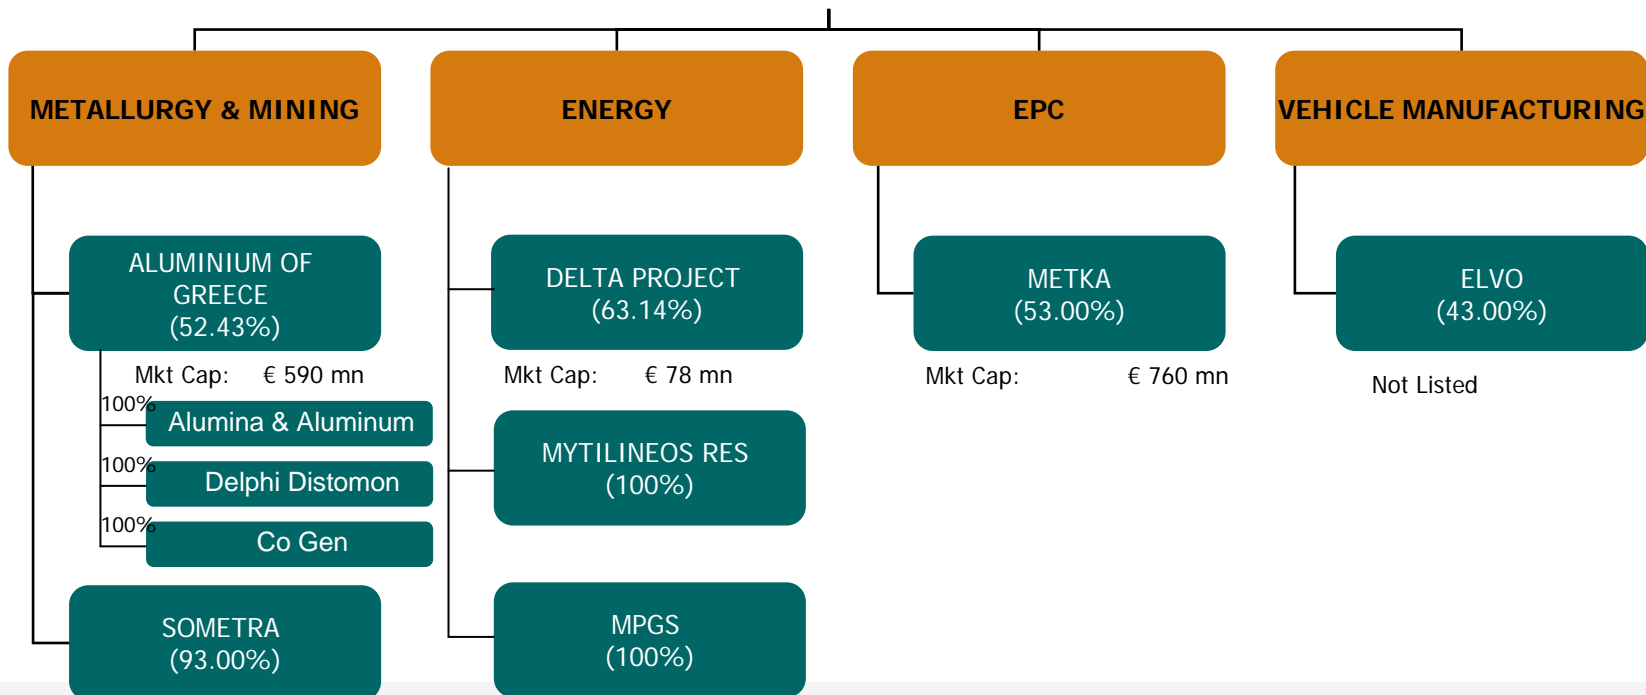 METALLURGY & MINING
ENERGY
EPC
VEHICLE MANUFACTURING
ALUMINIUM OF
GREECE
(52.43%)
Mkt Cap: € 590 mn
100%
Alumina & Aluminum
100%
Delphi Distomon
100%
Co Gen
SOMETRA
(93.00%)
DELTA PROJECT
(63.14%)
Mkt Cap: € 78 mn
MYTILINEOS RES
(100%)
MPGS
(100%)
METKA
(53.00%)
Mkt Cap: € 760 mn
ELVO
(43.00%)
Not Listed